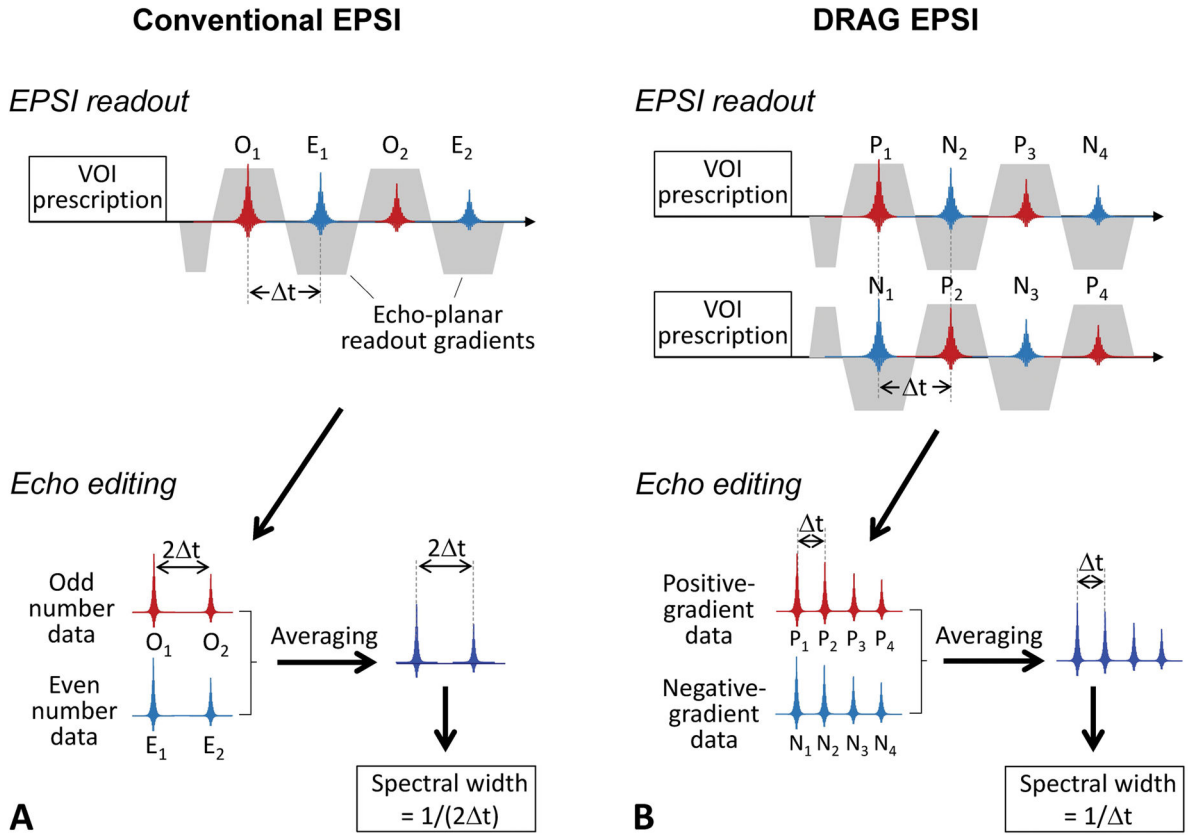 Conventional EPSI
EPSI readout
O1 E1 O2 E2
VOI
prescription
Δt
Echo-planar
readout gradients
Echo editing
2Δt
Odd
number
data
O1 O2
Even
number
data
E1 E2
Averaging
2Δt
Spectral width
= 1/(2Δt)
A
DRAG EPSI
EPSI readout
P1 N2 P3 N4
VOI
prescription
N1 P2 N3 P4
VOI
prescription
Δt
Echo editing
Δt
Positive-
gradient
data
P1 P2 P3 P4
Negative-
gradient
data
N1 N2 N3 N4
Averaging
Δt
Spectral width
= 1/Δt
B